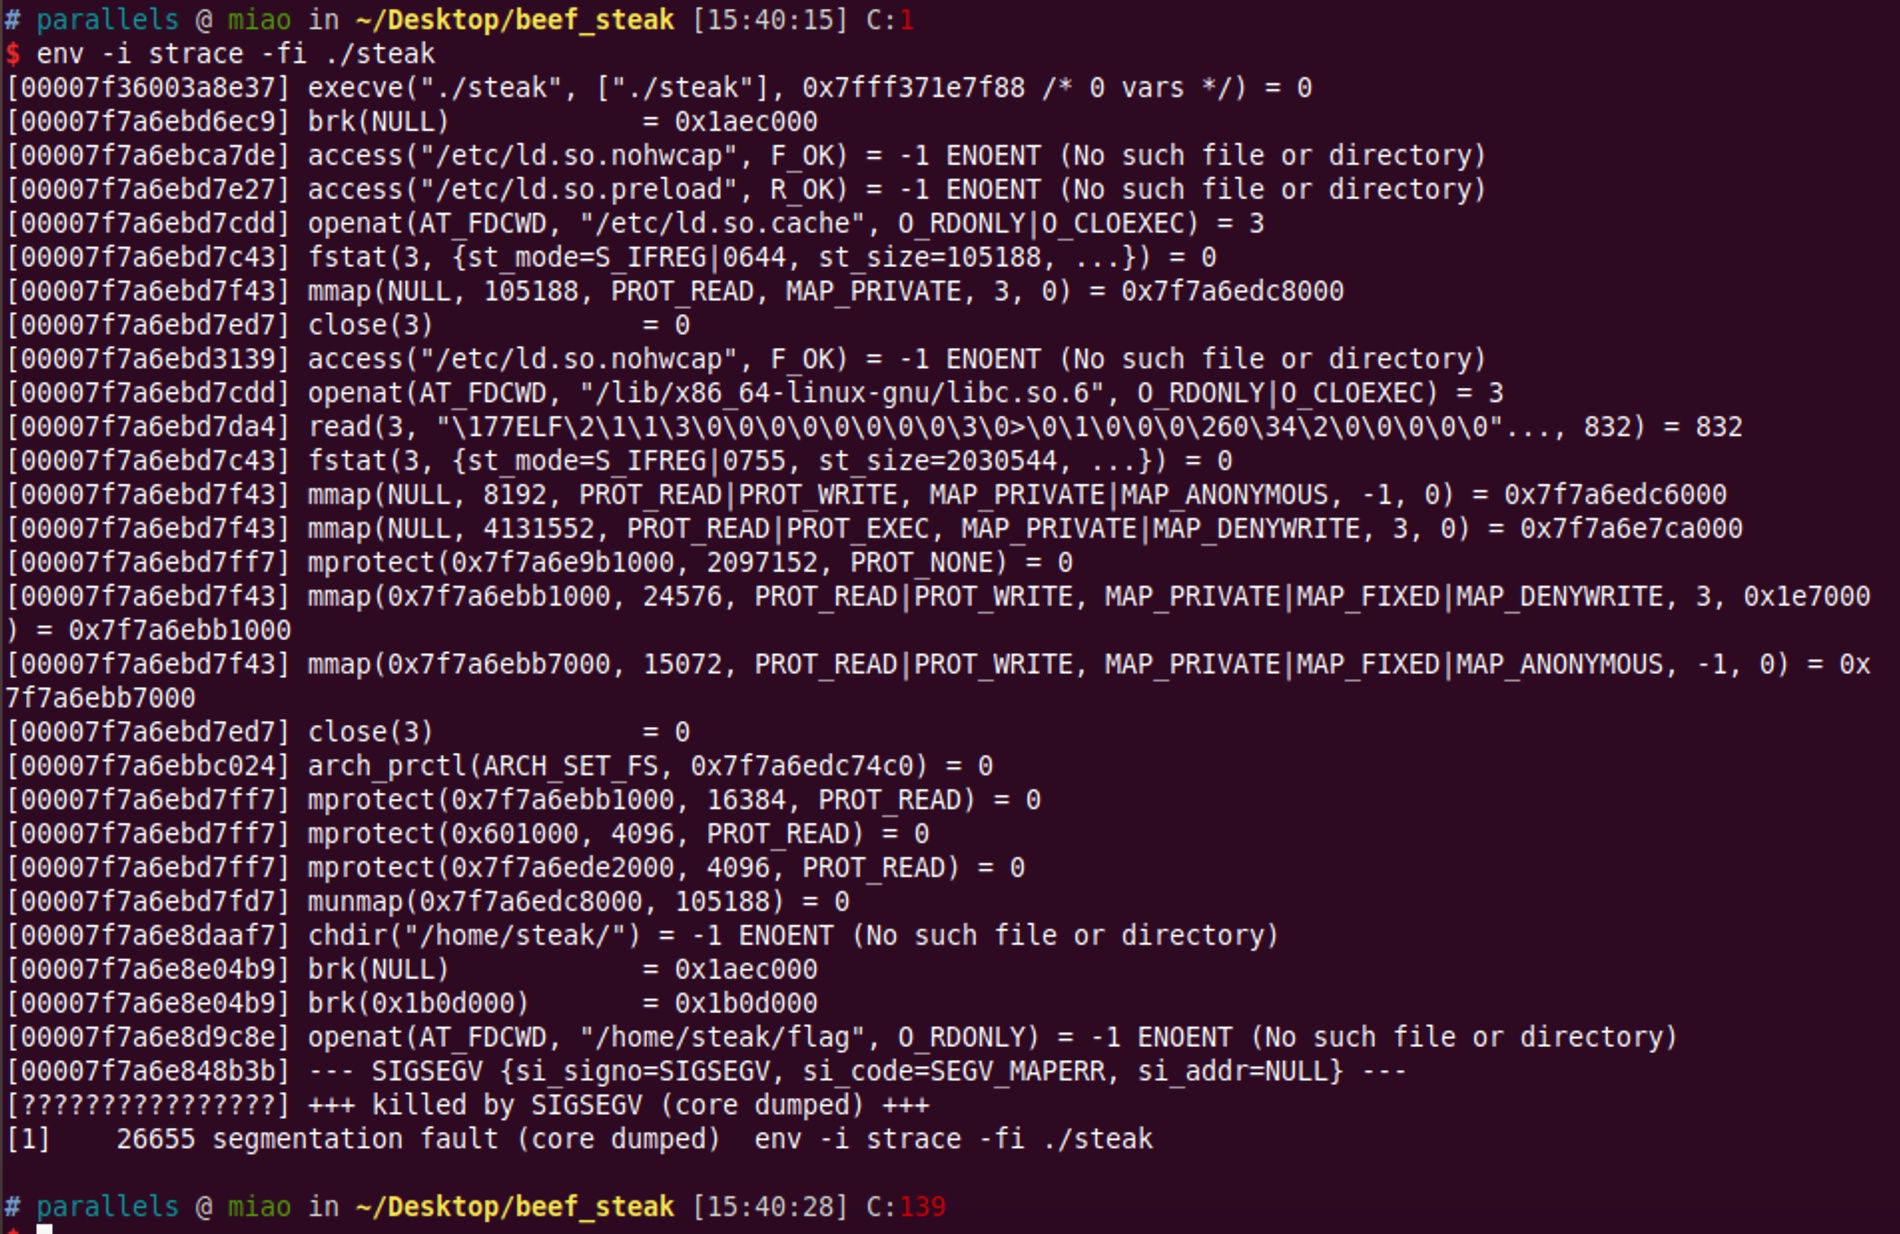 # parallels @ miao in ~/Desktop/beef_steak [15:40:15] C:1
$ env -i strace -fi ./steak
[00007f36003a8e37] execve("./steak", ["./steak"], 0x7fff371e7f88 /* 0 vars */) = 0
[00007f7a6ebd6ec9] brk(NULL)            = 0x1aec000
[00007f7a6ebca7de] access("/etc/ld.so.nohwcap", F_OK) = -1 ENOENT (No such file or directory)
[00007f7a6ebd7e27] access("/etc/ld.so.preload", R_OK) = -1 ENOENT (No such file or directory)
[00007f7a6ebd7cdd] openat(AT_FDCWD, "/etc/ld.so.cache", O_RDONLY|O_CLOEXEC) = 3
[00007f7a6ebd7c43] fstat(3, {st_mode=S_IFREG|0644, st_size=105188, ...}) = 0
[00007f7a6ebd7f43] mmap(NULL, 105188, PROT_READ, MAP_PRIVATE, 3, 0) = 0x7f7a6edc8000
[00007f7a6ebd7ed7] close(3)             = 0
[00007f7a6ebd3139] access("/etc/ld.so.nohwcap", F_OK) = -1 ENOENT (No such file or directory)
[00007f7a6ebd7cdd] openat(AT_FDCWD, "/lib/x86_64-linux-gnu/libc.so.6", O_RDONLY|O_CLOEXEC) = 3
[00007f7a6ebd7da4] read(3, "\177ELF\2\1\1\3\0\0\0\0\0\0\0\0\3\0>\0\1\0\0\0\260\34\2\0\0\0\0\0"..., 832) = 832
[00007f7a6ebd7c43] fstat(3, {st_mode=S_IFREG|0755, st_size=2030544, ...}) = 0
[00007f7a6ebd7f43] mmap(NULL, 8192, PROT_READ|PROT_WRITE, MAP_PRIVATE|MAP_ANONYMOUS, -1, 0) = 0x7f7a6edc6000
[00007f7a6ebd7f43] mmap(NULL, 4131552, PROT_READ|PROT_EXEC, MAP_PRIVATE|MAP_DENYWRITE, 3, 0) = 0x7f7a6e7ca000
[00007f7a6ebd7ff7] mprotect(0x7f7a6e9b1000, 2097152, PROT_NONE) = 0
[00007f7a6ebd7f43] mmap(0x7f7a6ebb1000, 24576, PROT_READ|PROT_WRITE, MAP_PRIVATE|MAP_FIXED|MAP_DENYWRITE, 3, 0x1e7000
) = 0x7f7a6ebb1000
[00007f7a6ebd7f43] mmap(0x7f7a6ebb7000, 15072, PROT_READ|PROT_WRITE, MAP_PRIVATE|MAP_FIXED|MAP_ANONYMOUS, -1, 0) = 0x
7f7a6ebb7000
[00007f7a6ebd7ed7] close(3)             = 0
[00007f7a6ebbc024] arch_prctl(ARCH_SET_FS, 0x7f7a6edc74c0) = 0
[00007f7a6ebd7ff7] mprotect(0x7f7a6ebb1000, 16384, PROT_READ) = 0
[00007f7a6ebd7ff7] mprotect(0x601000, 4096, PROT_READ) = 0
[00007f7a6ebd7ff7] mprotect(0x7f7a6ede2000, 4096, PROT_READ) = 0
[00007f7a6ebd7fd7] munmap(0x7f7a6edc8000, 105188) = 0
[00007f7a6e8daaf7] chdir("/home/steak/") = -1 ENOENT (No such file or directory)
[00007f7a6e8e04b9] brk(NULL)            = 0x1aec000
[00007f7a6e8e04b9] brk(0x1b0d000)       = 0x1b0d000
[00007f7a6e8d9c8e] openat(AT_FDCWD, "/home/steak/flag", O_RDONLY) = -1 ENOENT (No such file or directory)
[00007f7a6e848b3b] --- SIGSEGV {si_signo=SIGSEGV, si_code=SEGV_MAPERR, si_addr=NULL} ---
[????????????????] +++ killed by SIGSEGV (core dumped) +++
[1]    26655 segmentation fault (core dumped)  env -i strace -fi ./steak
# parallels @ miao in ~/Desktop/beef_steak [15:40:28] C:139